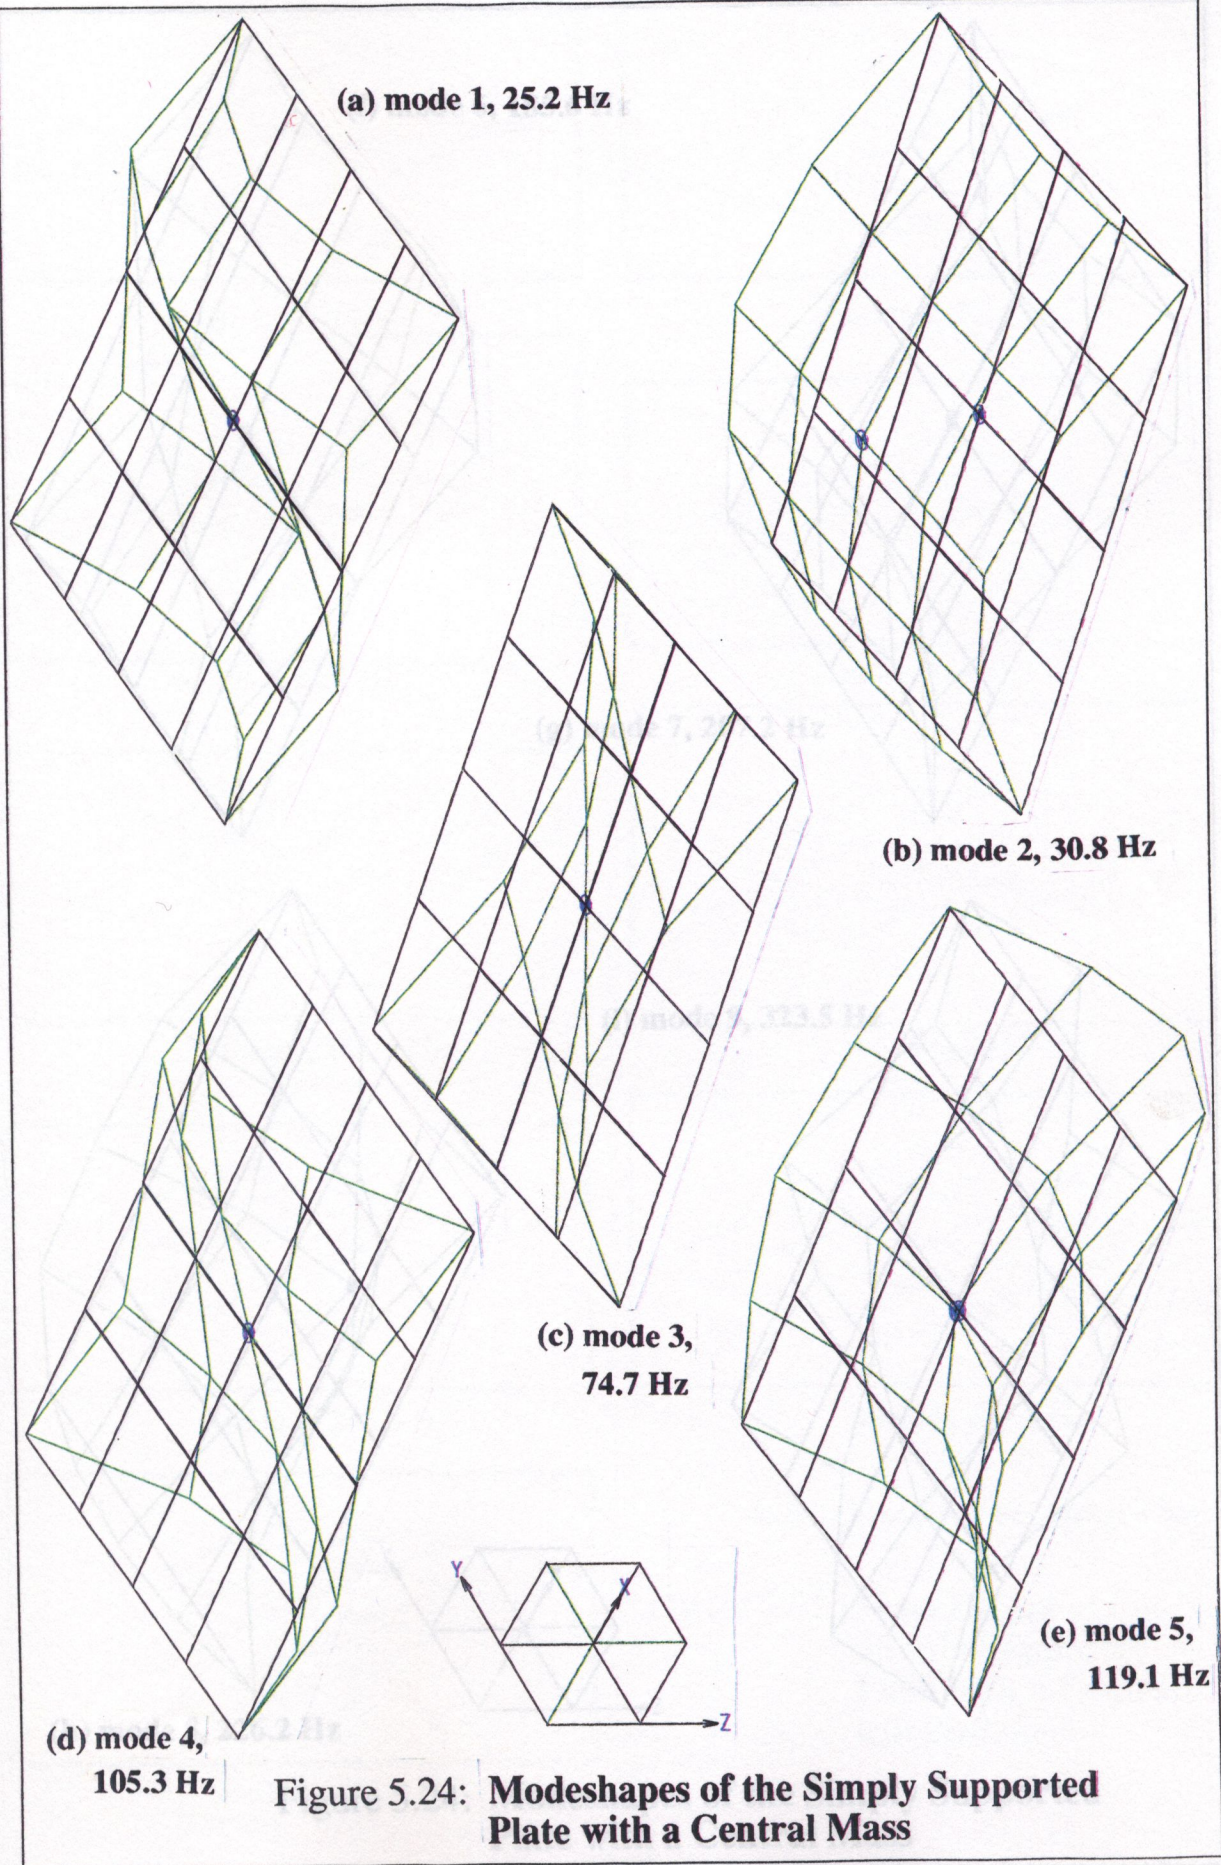 (a) mode 1, 25.2 Hz
(b) mode 2, 30.8 Hz
(c) mode 3,
74.7 Hz
(d) mode 4,
105.3 Hz
(e) mode 5,
119.1 Hz
Y
X
Z
Figure 5.24: Modeshapes of the Simply Supported
Plate with a Central Mass